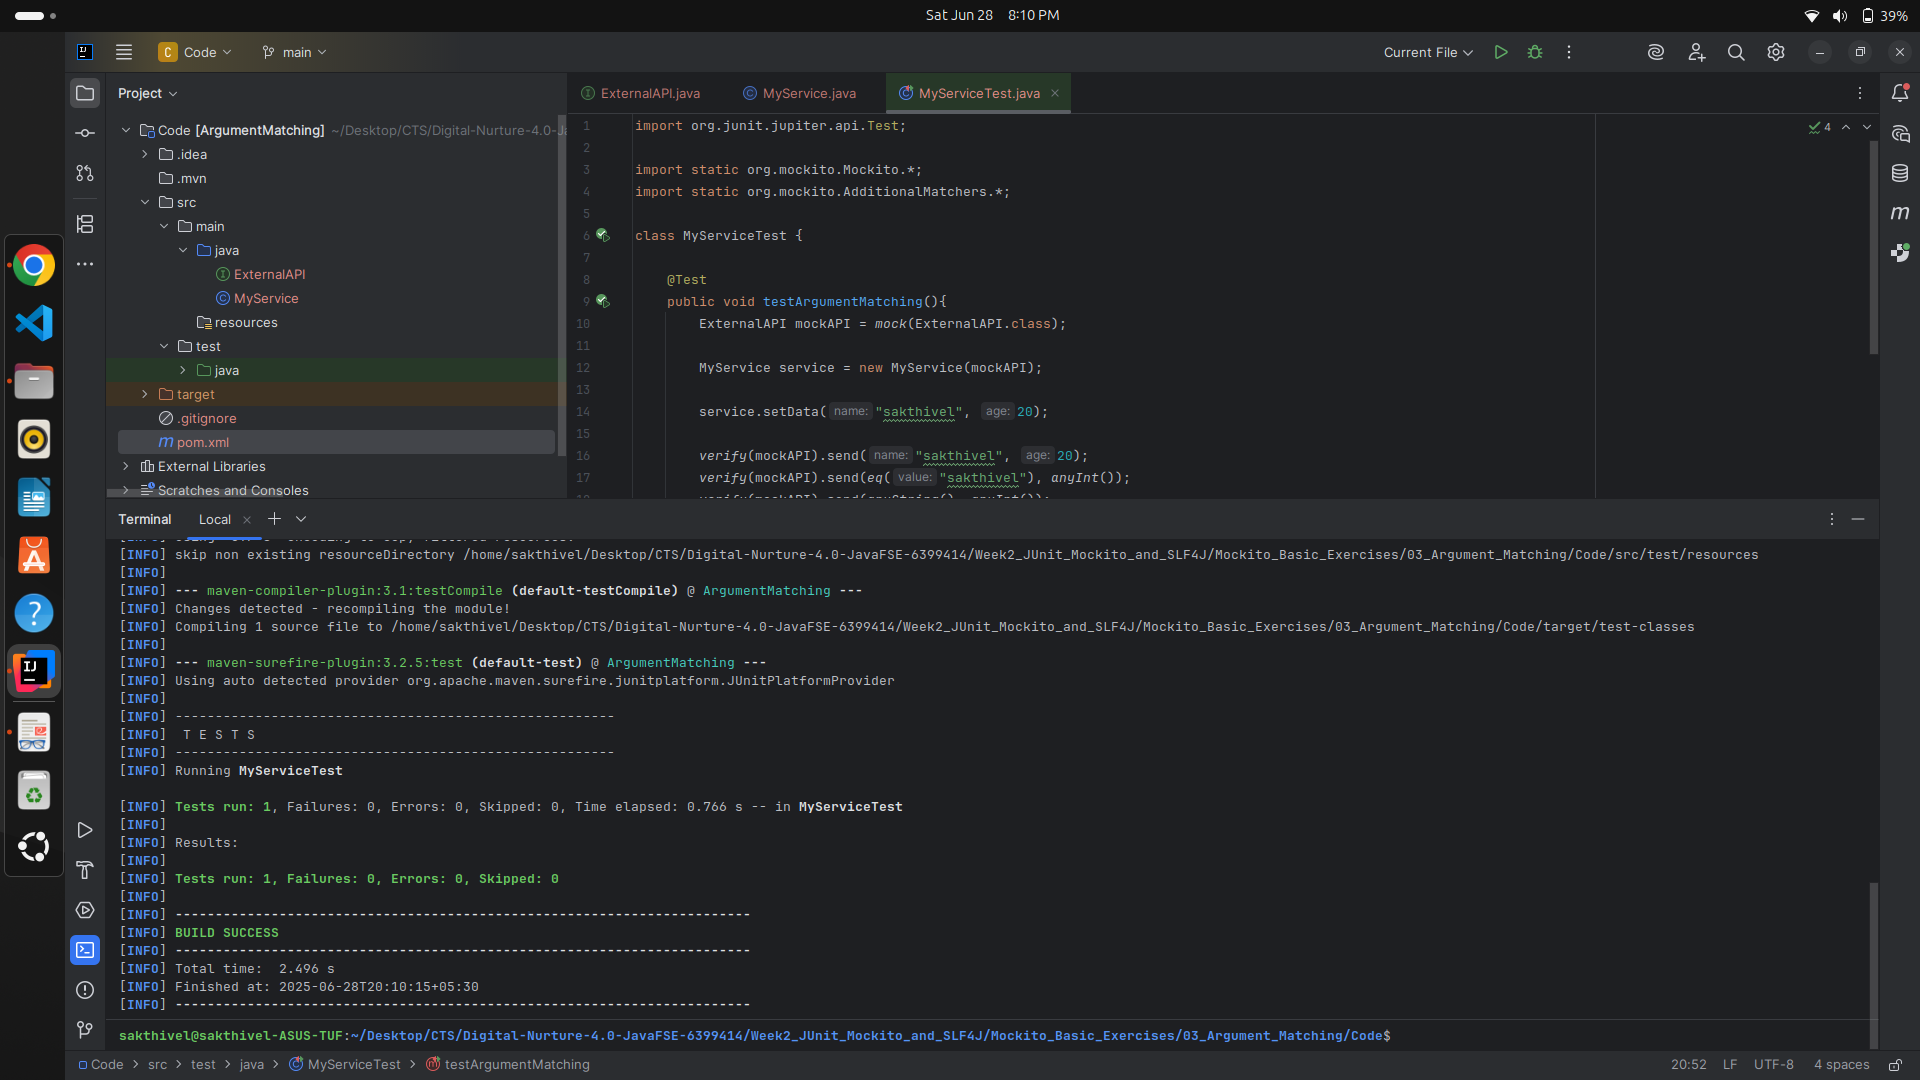 Sat Jun 28 8:10 PM
39%
C Code main
Current File
Project
ExternalAPI.java
MyService.java
MyServiceTest.java
Code [ArgumentMatching] ~/Desktop/CTS/Digital-Nurture-4.0-Ja
.idea
.mvn
src
main
java
ExternalAPI
MyService
resources
test
java
target
.gitignore
pom.xml
External Libraries
Scratches and Consoles
4
1 import org.junit.jupiter.api.Test;
2
3 import static org.mockito.Mockito.*;
4 import static org.mockito.AdditionalMatchers.*;
5
6 class MyServiceTest {
7
8 @Test
9 public void testArgumentMatching(){
10 ExternalAPI mockAPI = mock(ExternalAPI.class);
11
12 MyService service = new MyService(mockAPI);
13
14 service.setData( name: "sakthivel", age: 20);
15
16 verify(mockAPI).send( name: "sakthivel", age: 20);
17 verify(mockAPI).send(eq( value: "sakthivel"), anyInt());
18 verify(mockAPI).send(anyString(), anyInt());
Terminal Local
[INFO] skip non existing resourceDirectory /home/sakthivel/Desktop/CTS/Digital-Nurture-4.0-JavaFSE-6399414/Week2_JUnit_Mockito_and_SLF4J/Mockito_Basic_Exercises/03_Argument_Matching/Code/src/test/resources
[INFO]
[INFO] --- maven-compiler-plugin:3.1:testCompile (default-testCompile) @ ArgumentMatching ---
[INFO] Changes detected - recompiling the module!
[INFO] Compiling 1 source file to /home/sakthivel/Desktop/CTS/Digital-Nurture-4.0-JavaFSE-6399414/Week2_JUnit_Mockito_and_SLF4J/Mockito_Basic_Exercises/03_Argument_Matching/Code/target/test-classes
[INFO]
[INFO] --- maven-surefire-plugin:3.2.5:test (default-test) @ ArgumentMatching ---
[INFO] Using auto detected provider org.apache.maven.surefire.junitplatform.JUnitPlatformProvider
[INFO]
[INFO] -------------------------------------------------------
[INFO]  T E S T S
[INFO] -------------------------------------------------------
[INFO] Running MyServiceTest
[INFO] Tests run: 1, Failures: 0, Errors: 0, Skipped: 0, Time elapsed: 0.766 s -- in MyServiceTest
[INFO]
[INFO] Results:
[INFO]
[INFO] Tests run: 1, Failures: 0, Errors: 0, Skipped: 0
[INFO]
[INFO] ------------------------------------------------------------------------
[INFO] BUILD SUCCESS
[INFO] ------------------------------------------------------------------------
[INFO] Total time:  2.496 s
[INFO] Finished at: 2025-06-28T20:10:15+05:30
[INFO] ------------------------------------------------------------------------
sakthivel@sakthivel-ASUS-TUF:~/Desktop/CTS/Digital-Nurture-4.0-JavaFSE-6399414/Week2_JUnit_Mockito_and_SLF4J/Mockito_Basic_Exercises/03_Argument_Matching/Code$
Code > src > test > java > MyServiceTest > testArgumentMatching
20:52 LF UTF-8 4 spaces